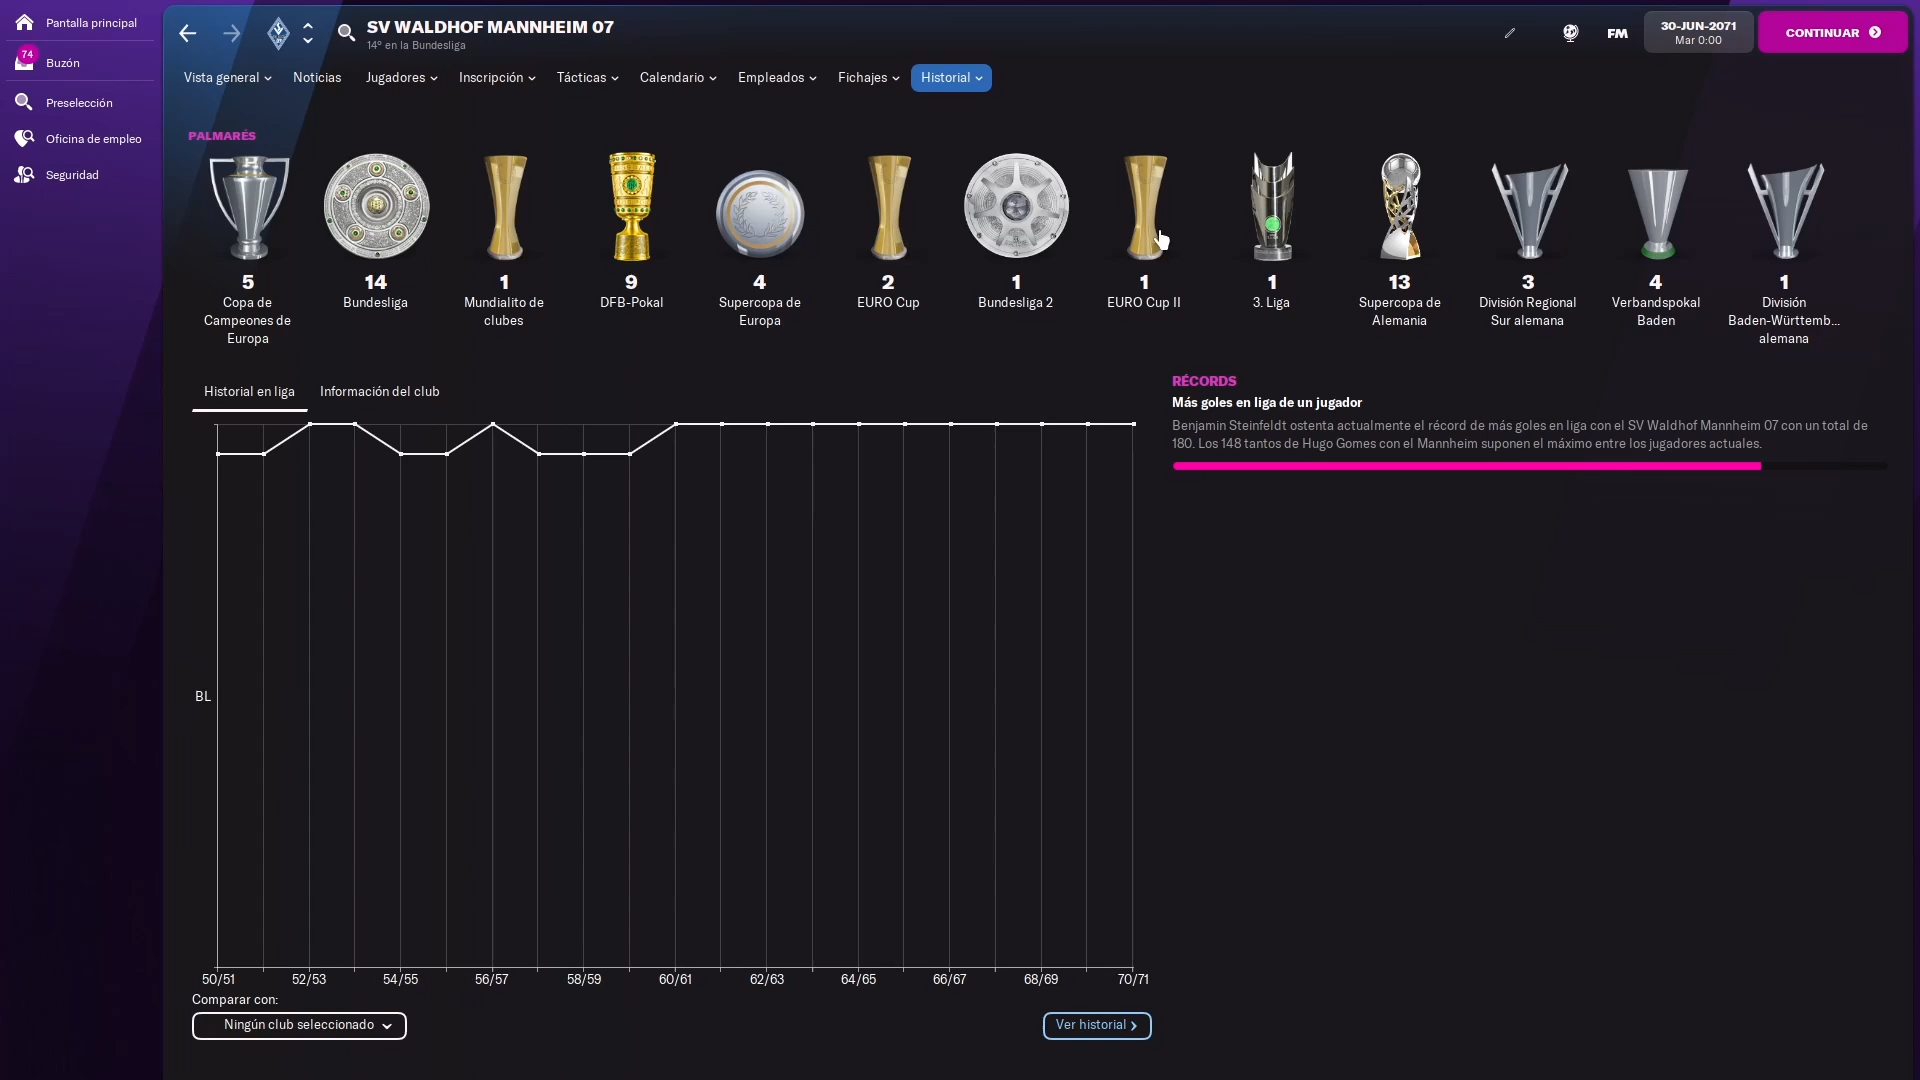 Pantalla principal
74
Buzón
Preselección
Oficina de empleo
Seguridad
SV WALDHOF MANNHEIM 07
14º en la Bundesliga
FM
30-JUN-2071
Mar 0:00
CONTINUAR
Vista general
Noticias
Jugadores
Inscripción
Tácticas
Calendario
Empleados
Fichajes
Historial
PALMARÉS
5
Copa de
Campeones de
Europa
14
Bundesliga
1
Mundialito de
clubes
9
DFB-Pokal
4
Supercopa de
Europa
2
EURO Cup
1
Bundesliga 2
1
EURO Cup II
1
3. Liga
13
Supercopa de
Alemania
3
División Regional
Sur alemana
4
Verbandspokal
Baden
1
División
Baden-Württemb...
alemana
Historial en liga
Información del club
BL
50/51
52/53
54/55
56/57
58/59
60/61
62/63
64/65
66/67
68/69
70/71
Comparar con:
Ningún club seleccionado
Ver historial
RÉCORDS
Más goles en liga de un jugador
Benjamin Steinfeldt ostenta actualmente el récord de más goles en liga con el SV Waldhof Mannheim 07 con un total de
180. Los 148 tantos de Hugo Gomes con el Mannheim suponen el máximo entre los jugadores actuales.